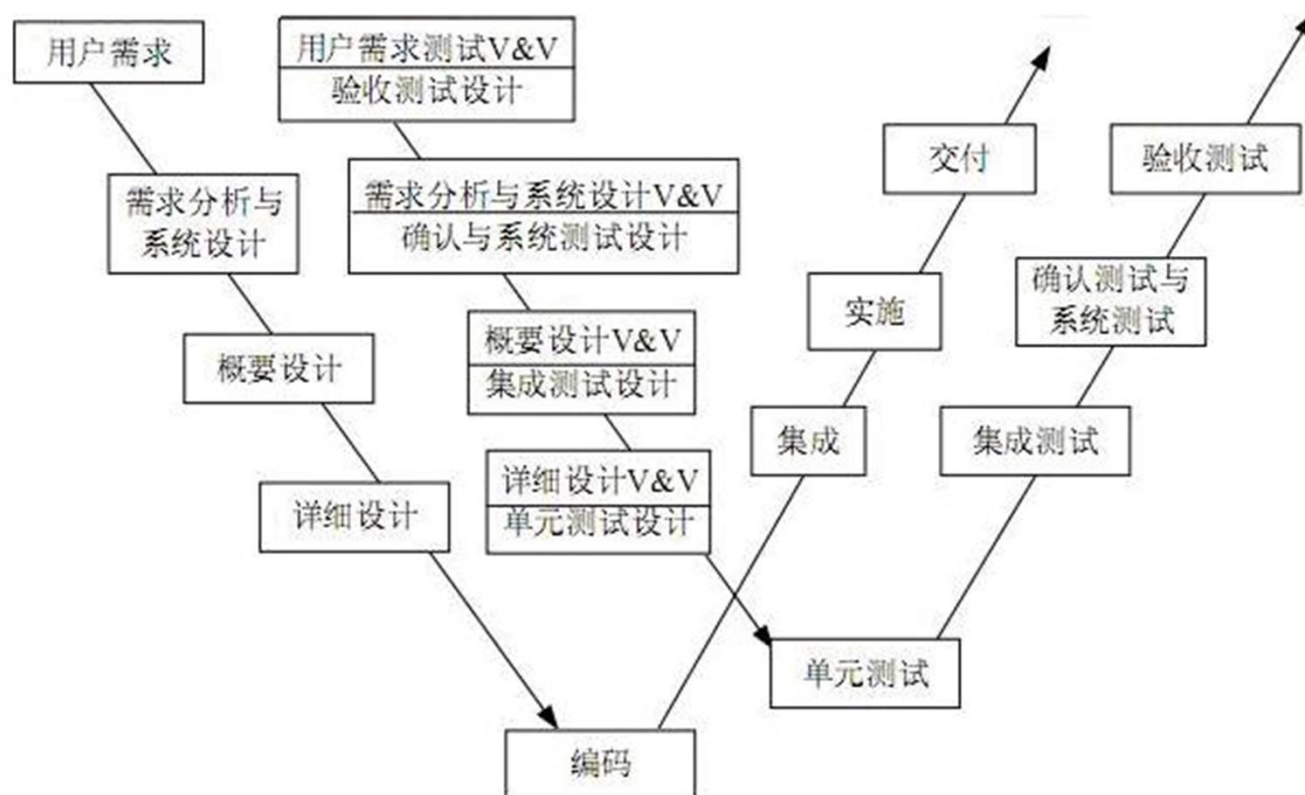 用户需求
用户需求测试V&V
验收测试设计
交付
验收测试
需求分析与
系统设计
需求分析与系统设计V&V
确认与系统测试设计
实施
确认测试与
系统测试
概要设计
概要设计V&V
集成测试设计
集成
集成测试
详细设计
详细设计V&V
单元测试设计
单元测试
编码